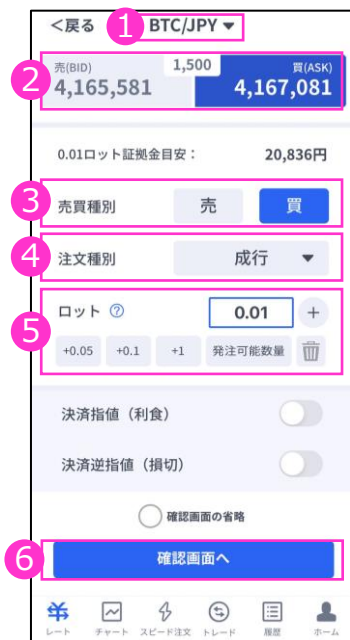 <戻る 1 BTC/JPY ▼
2 売(BID) 1,500 買(ASK)
4,165,581 4,167,081
0.01ロット証拠金目安： 20,836円
3 売買種別 売 買
4 注文種別 成行 ▼
5 ロット ? 0.01 +
+0.05 +0.1 +1 発注可能数量
決済指値（利食）
決済逆指値（損切）
確認画面の省略
6 確認画面へ
レート チャート スピード注文 トレード 履歴 ホーム